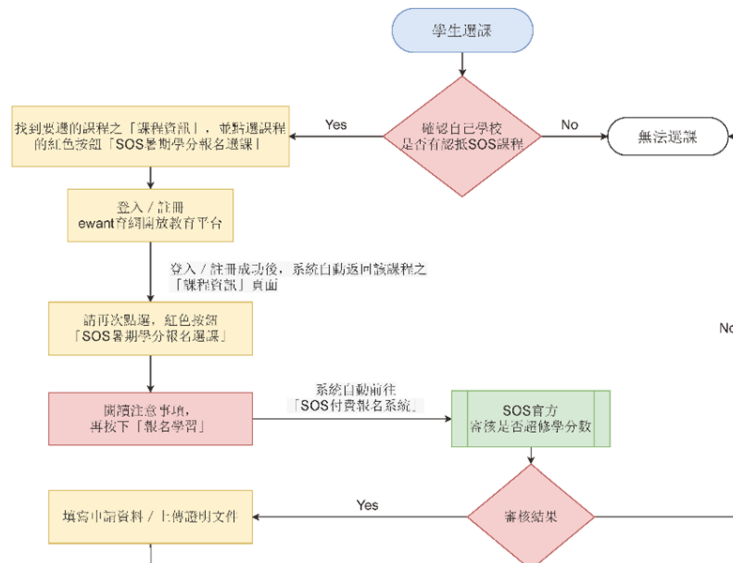 學生選課
確認自己學校
是否有認抵SOS課程
Yes
No
找到要選的課程之「課程資訊」，並點選課程
的紅色按鈕「SOS暑期學分報名選課」
無法選課
登入 / 註冊
ewant育網開放教育平台
登入 / 註冊成功後，系統自動返回該課程之
「課程資訊」頁面
請再次點選，紅色按鈕
「SOS暑期學分報名選課」
No
閱讀注意事項，
再按下「報名學習」
系統自動前往
「SOS付費報名系統」
SOS官方
審核是否超修學分數
審核結果
Yes
填寫申請資料 / 上傳證明文件